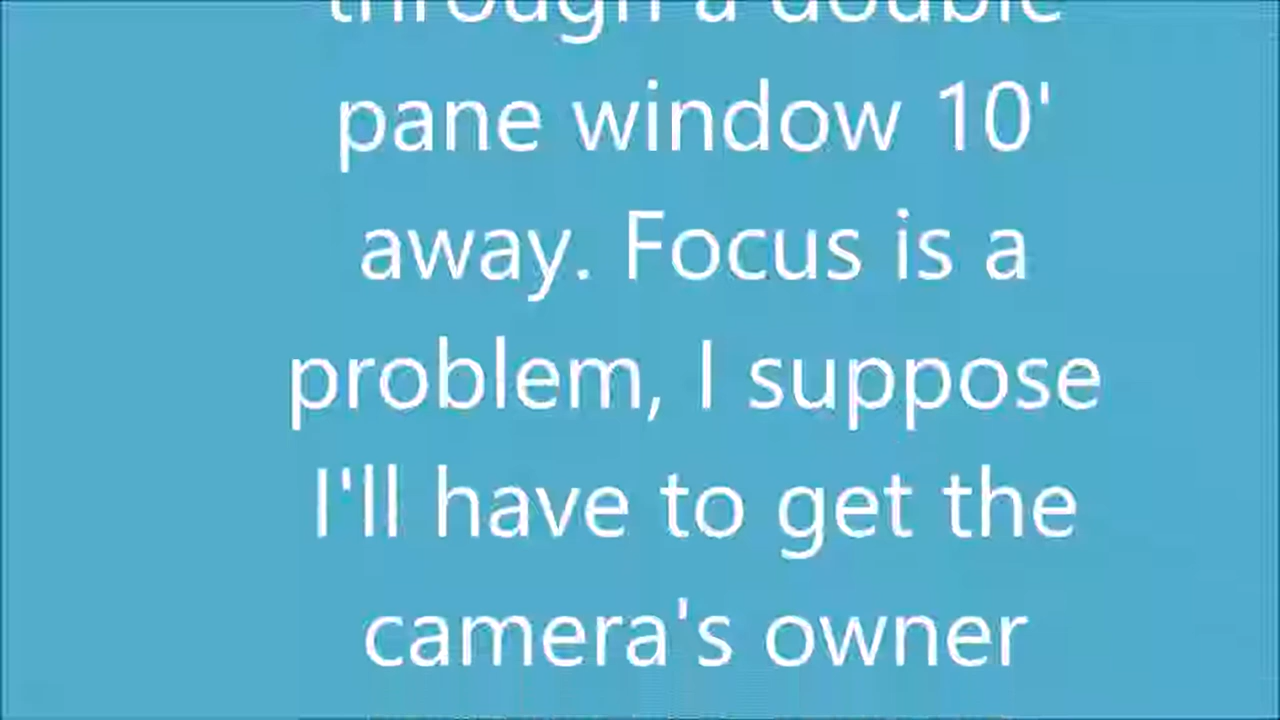 through a double
pane window 10'
away. Focus is a
problem, I suppose
I'll have to get the
camera's owner